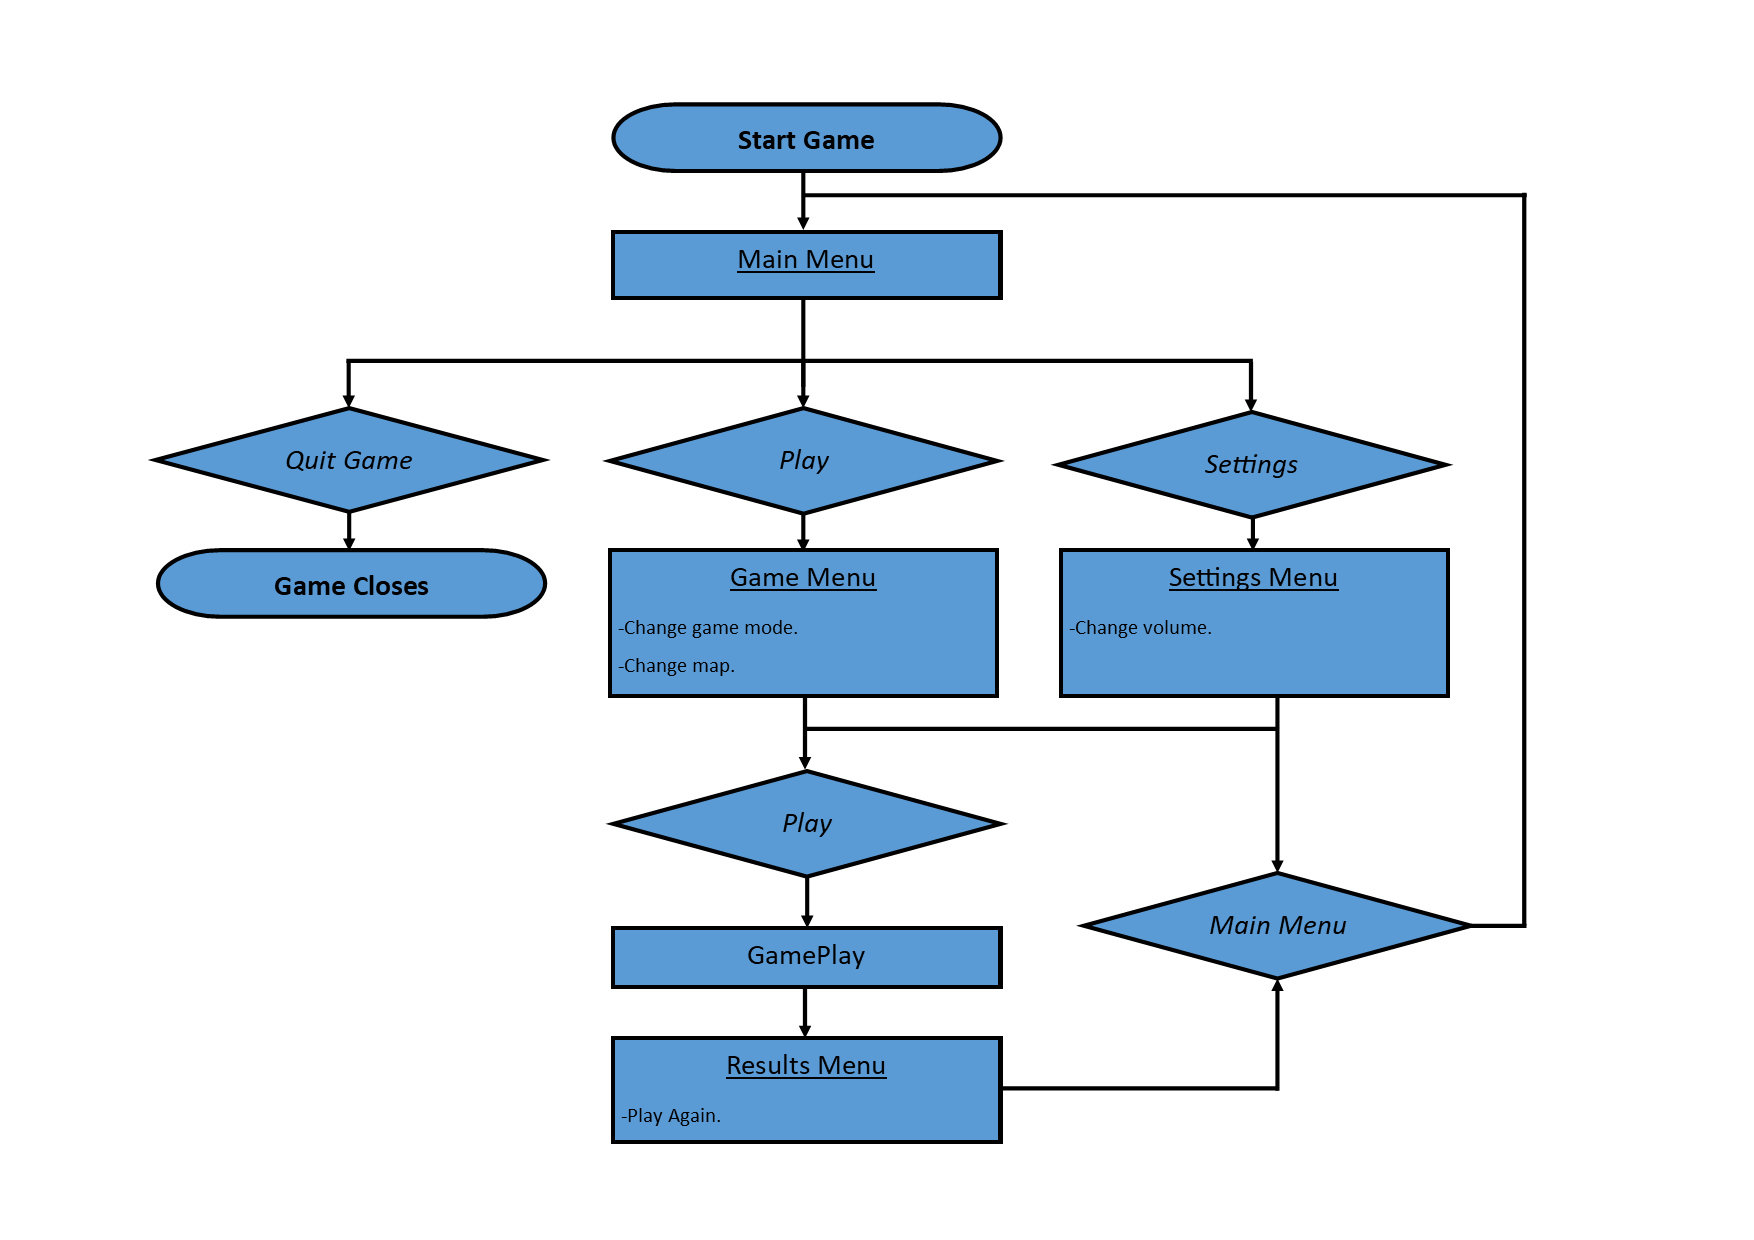 Start Game
Main Menu
Quit Game
Play
Settings
Game Closes
Game Menu
-Change game mode.
-Change map.
Settings Menu
-Change volume.
Play
Main Menu
GamePlay
Results Menu
-Play Again.